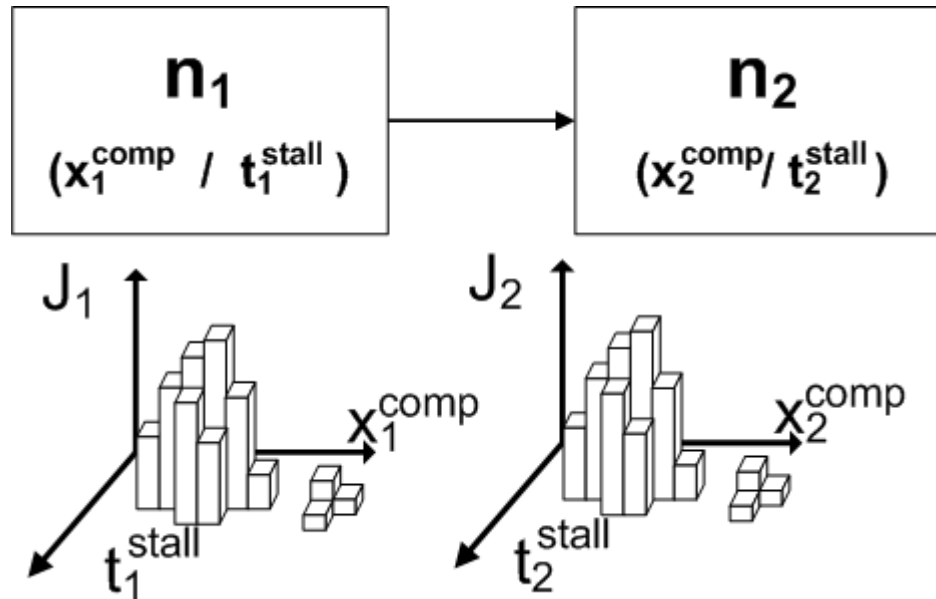 n₁ n₂
(x₁ᶜᵒᵐᵖ / t₁ˢᵗᵃˡˡ) (x₂ᶜᵒᵐᵖ/ t₂ˢᵗᵃˡˡ)
J₁ J₂
x₁ᶜᵒᵐᵖ x₂ᶜᵒᵐᵖ
t₁ˢᵗᵃˡˡ t₂ˢᵗᵃˡˡ